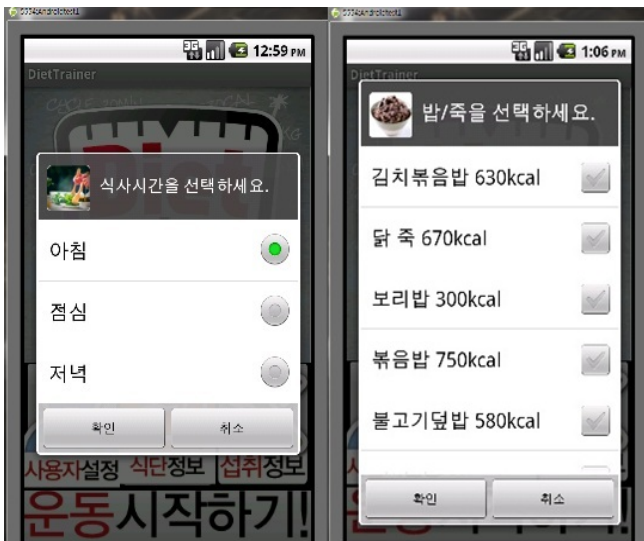 5554:Androidtest1
12:59 PM
DietTrainer
Diet
식사시간을 선택하세요.
아침
점심
저녁
확인
취소
사용자설정 식단정보 섭취정보
운동시작하기!
1:06 PM
DietTrainer
밥/죽을 선택하세요.
김치볶음밥 630kcal
닭 죽 670kcal
보리밥 300kcal
볶음밥 750kcal
불고기덮밥 580kcal
확인
취소